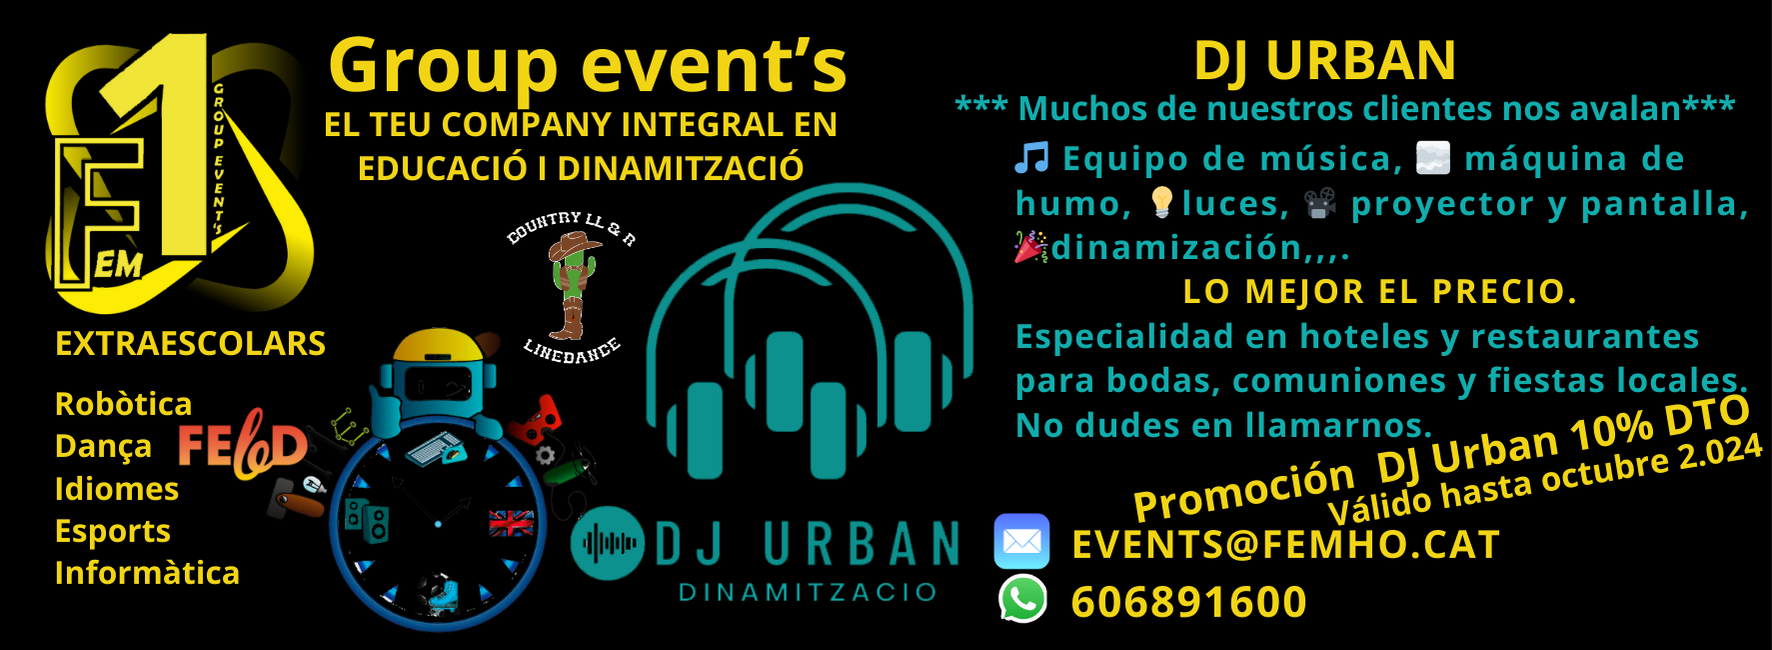 1
FEM
GROUP EVENT'S
Group event’s
EL TEU COMPANY INTEGRAL EN
EDUCACIÓ I DINAMITZACIÓ
COUNTRY LL & R
LINEDANCE
EXTRAESCOLARS
Robòtica
Dança
Idiomes
Esports
Informàtica
FEbD
DJ URBAN
DINAMITZACIO
DJ URBAN
*** Muchos de nuestros clientes nos avalan***
🎵 Equipo de música, 🌫️ máquina de
humo, 💡luces, 🎥 proyector y pantalla,
🎉dinamización,,,.
LO MEJOR EL PRECIO.
Especialidad en hoteles y restaurantes
para bodas, comuniones y fiestas locales.
No dudes en llamarnos.
Promoción DJ Urban 10% DTO
Válido hasta octubre 2.024
EVENTS@FEMHO.CAT
606891600